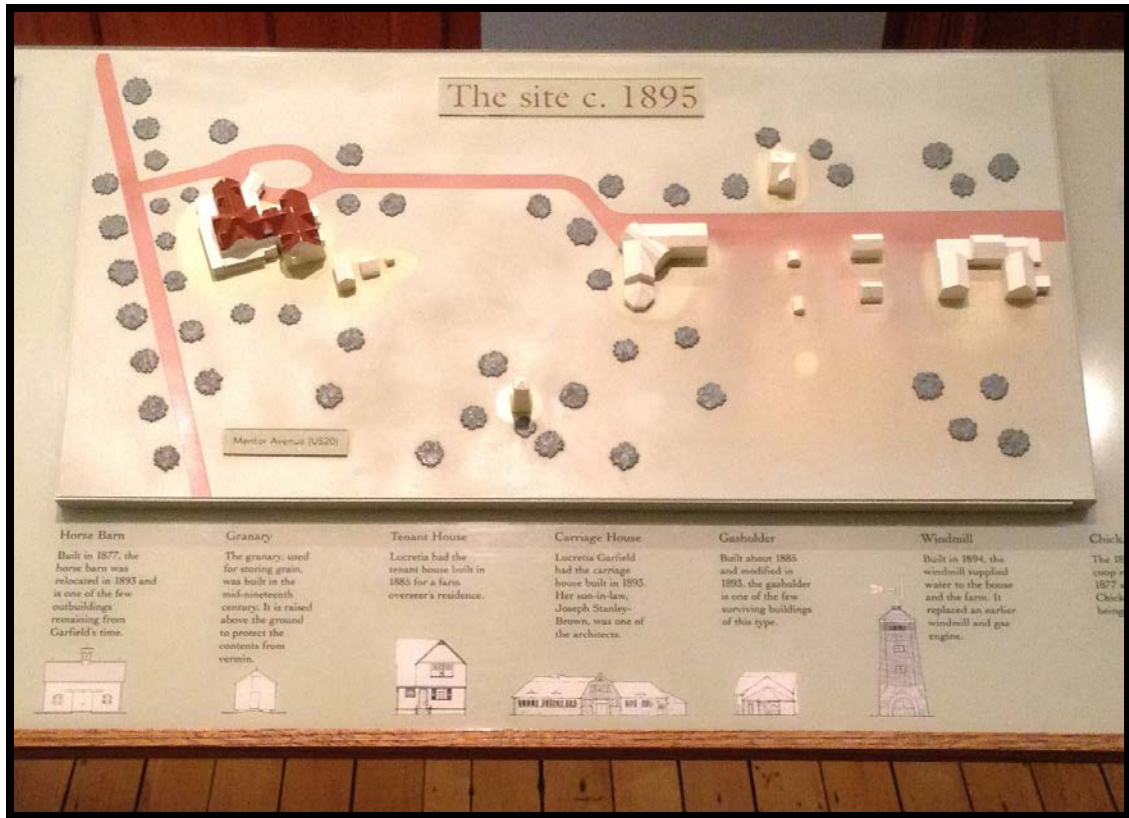 The site c. 1895
Mentor Avenue (US20)
Horse Barn
Built in 1877, the
horse barn was
relocated in 1893 and
is one of the few
outbuildings
remaining from
Garfield's time.
Granary
The granary, used
for storing grain,
was built in the
mid-nineteenth
century. It is raised
above the ground
to protect the
contents from
vermin.
Tenant House
Lucretia had the
tenant house built in
1885 for a farm
overseer's residence.
Carriage House
Lucretia Garfield
had the carriage
house built in 1893.
Her son-in-law,
Joseph Stanley-
Brown, was one of
the architects.
Gasholder
Built about 1885
and modified in
1893, the gasholder
is one of the few
surviving buildings
of this type.
Windmill
Built in 1894, the
windmill supplied
water to the house
and the farm. It
replaced an earlier
windmill and gas
engine.
Chick
The 18
coop
1877
Chick
being